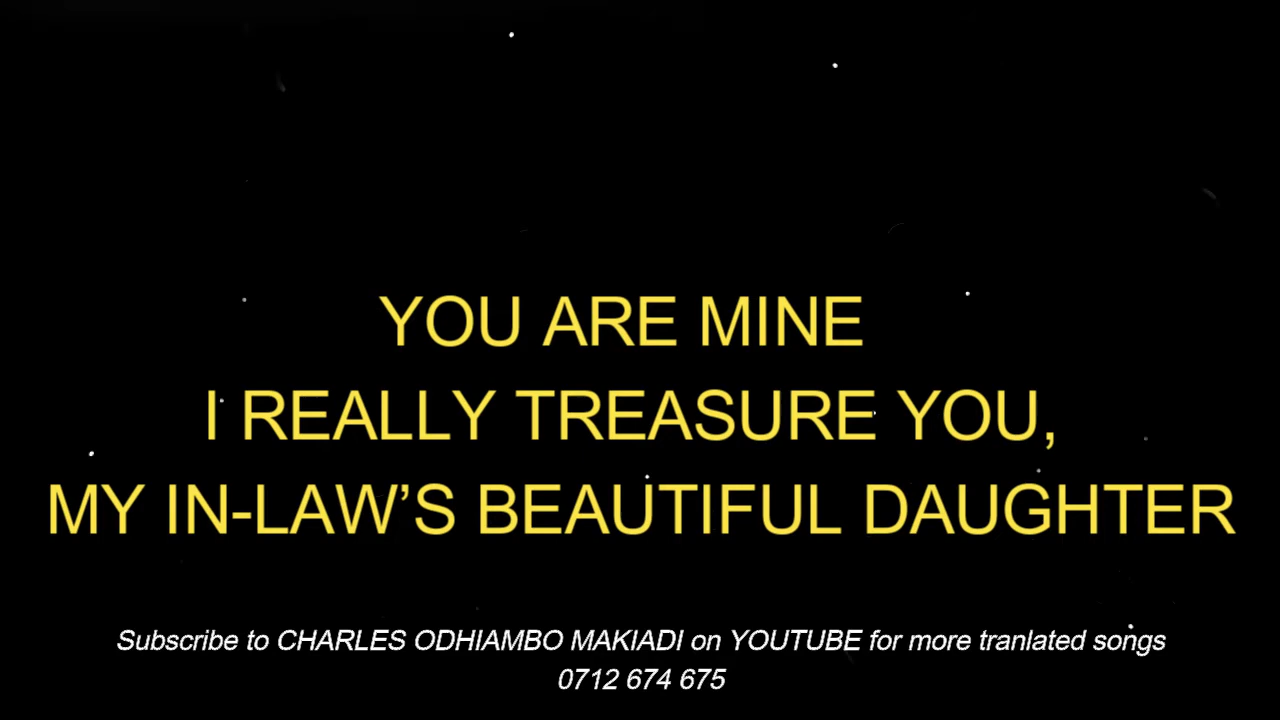 YOU ARE MINE
I REALLY TREASURE YOU,
MY IN-LAW’S BEAUTIFUL DAUGHTER
Subscribe to CHARLES ODHIAMBO MAKIADI on YOUTUBE for more tranlated songs
0712 674 675